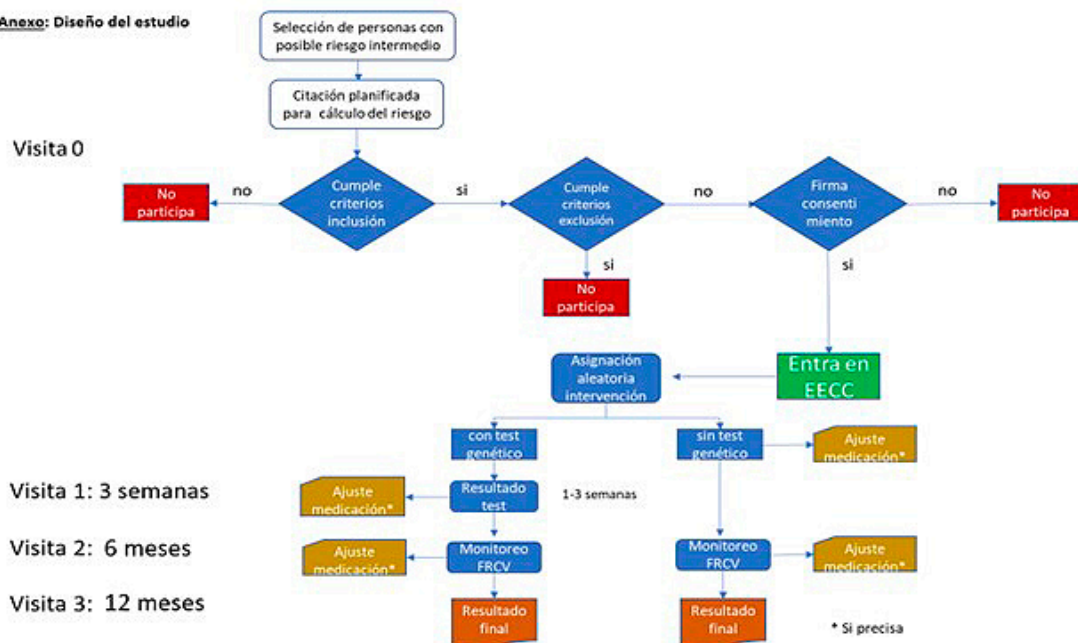 Anexo: Diseño del estudio
Selección de personas con
posible riesgo intermedio
Citación planificada
para cálculo del riesgo
Visita 0
No
participa
no
Cumple
criterios
inclusión
si
Cumple
criterios
exclusión
no
Firma
consenti
miento
no
No
participa
si
No
participa
si
Asignación
aleatoria
intervención
Entra en
EECC
con test
genético
sin test
genético
Ajuste
medicación*
Visita 1: 3 semanas
Ajuste
medicación*
Resultado
test
1-3 semanas
Visita 2: 6 meses
Ajuste
medicación*
Monitoreo
FRCV
Monitoreo
FRCV
Ajuste
medicación*
Visita 3: 12 meses
Resultado
final
Resultado
final
* Si precisa